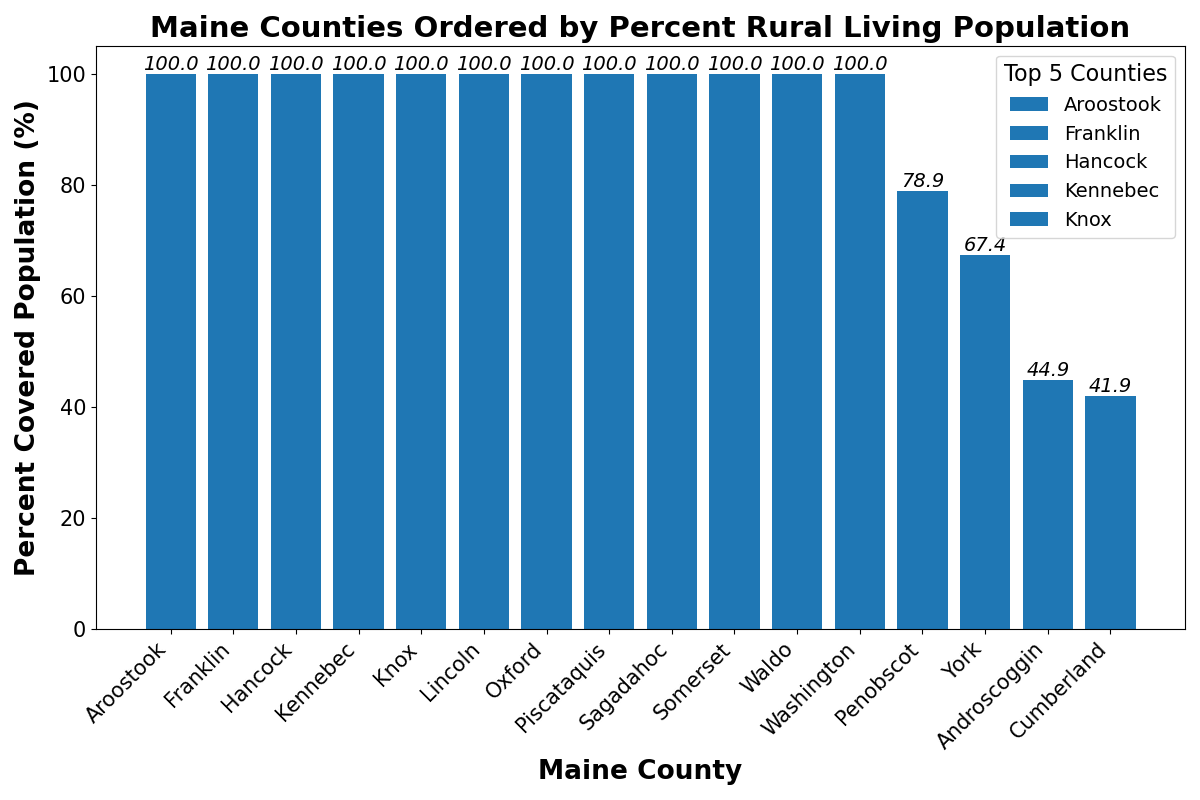 Maine Counties Ordered by Percent Rural Living Population
Percent Covered Population (%)
100
80
60
40
20
0
100.0 100.0 100.0 100.0 100.0 100.0 100.0 100.0 100.0 100.0 100.0 100.0
78.9
67.4
44.9
41.9
Top 5 Counties
Aroostook
Franklin
Hancock
Kennebec
Knox
Aroostook
Franklin
Hancock
Kennebec
Knox
Lincoln
Oxford
Piscataquis
Sagadahoc
Somerset
Waldo
Washington
Penobscot
York
Androscoggin
Cumberland
Maine County